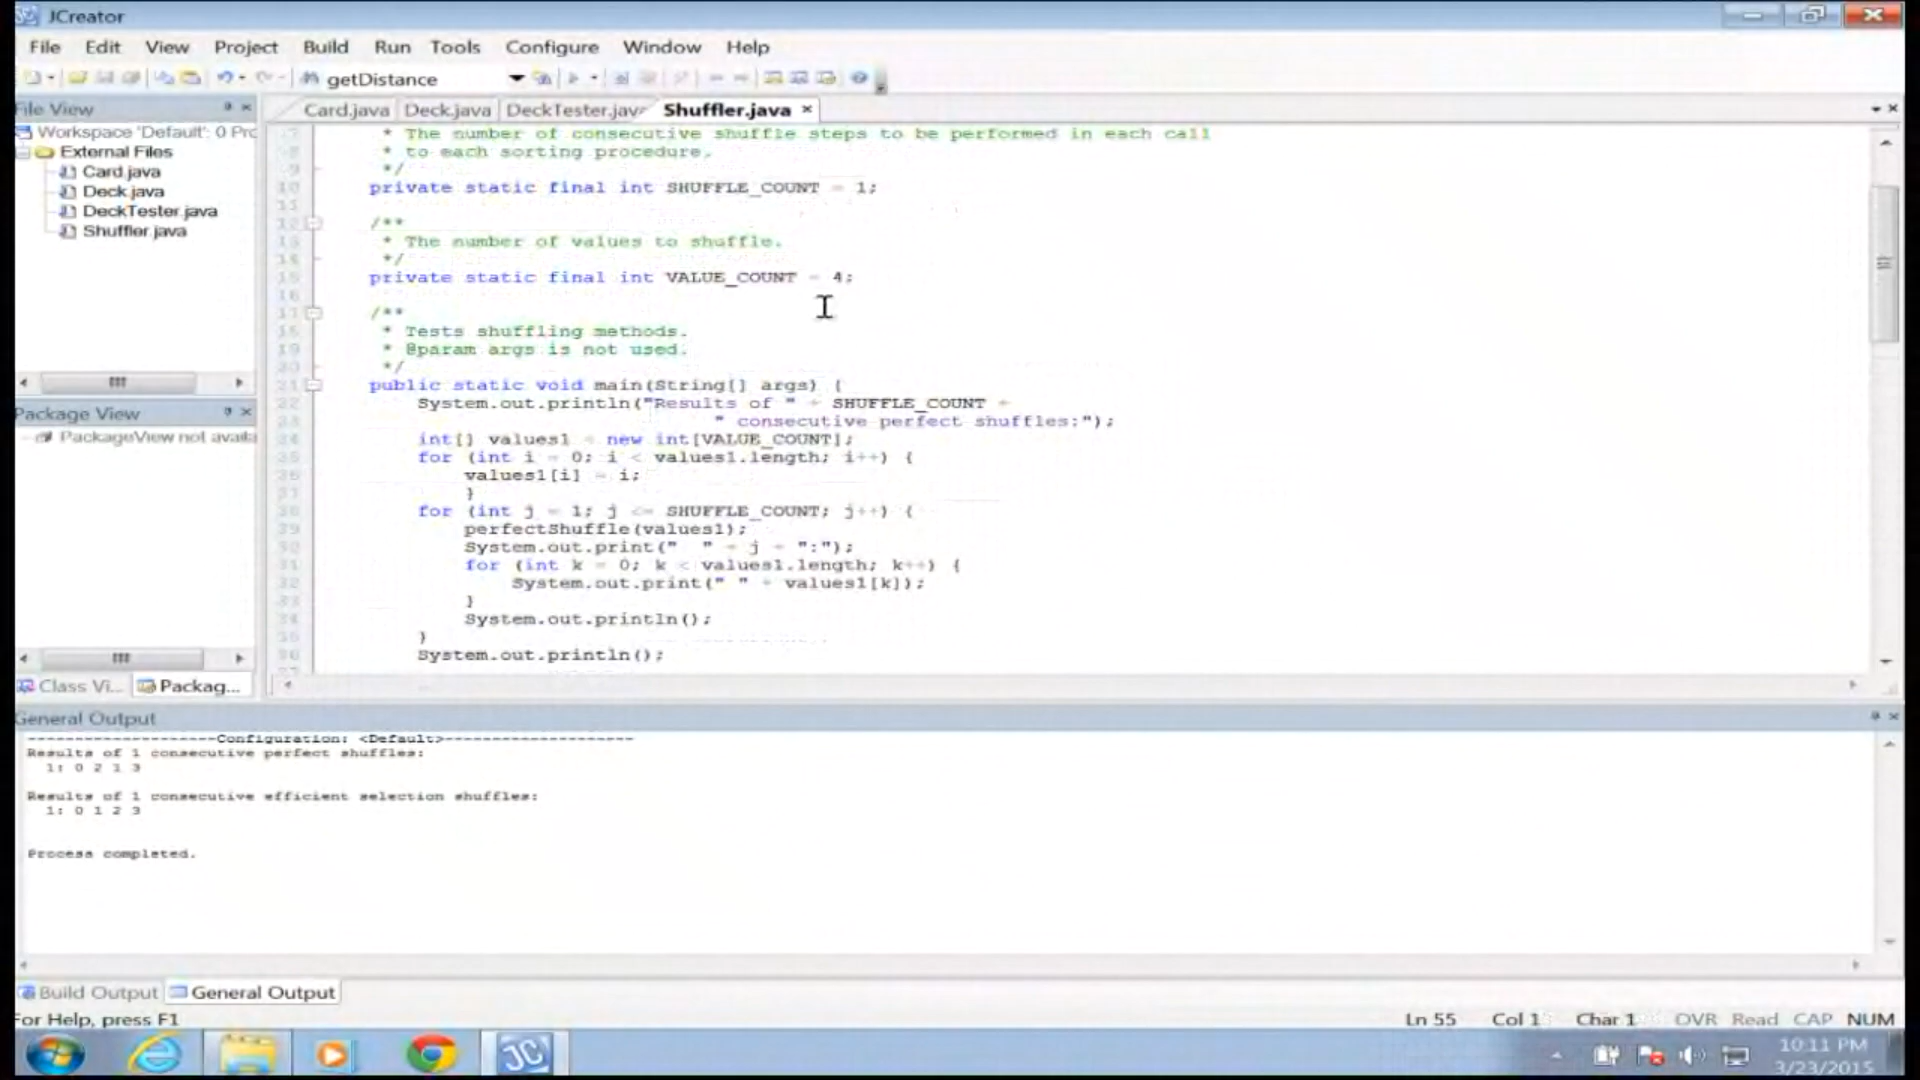 JCreator
File Edit View Project Build Run Tools Configure Window Help
getDistance
File View
Card.java Deck.java DeckTester.jav Shuffler.java
Workspace 'Default': 0 Prc
External Files
Card.java
Deck.java
DeckTester.java
Shuffler.java
* The number of consecutive shuffle steps to be performed in each call
* to each sorting procedure.
*/
private static final int SHUFFLE_COUNT = 1;
/**
* The number of values to shuffle.
*/
private static final int VALUE_COUNT = 4;
/**
* Tests shuffling methods.
* @param args is not used.
*/
public static void main(String[] args) {
System.out.println("Results of " + SHUFFLE_COUNT +
" consecutive perfect shuffles:");
int[] values1 = new int[VALUE_COUNT];
for (int i = 0; i < values1.length; i++) {
values1[i] = i;
}
for (int j = 1; j <= SHUFFLE_COUNT; j++) {
perfectShuffle(values1);
System.out.print("  " + j + ":");
for (int k = 0; k < values1.length; k++) {
System.out.print(" " + values1[k]);
}
System.out.println();
}
System.out.println();
Package View
PackageView not availa
Class Vi... Packag...
General Output
--------------------Configuration: <Default>--------------------
Results of 1 consecutive perfect shuffles:
1: 0 2 1 3
Results of 1 consecutive efficient selection shuffles:
1: 0 1 2 3
Process completed.
Build Output General Output
For Help, press F1
Ln 55 Col 1 Char 1 OVR Read CAP NUM
10:11 PM
3/23/2015